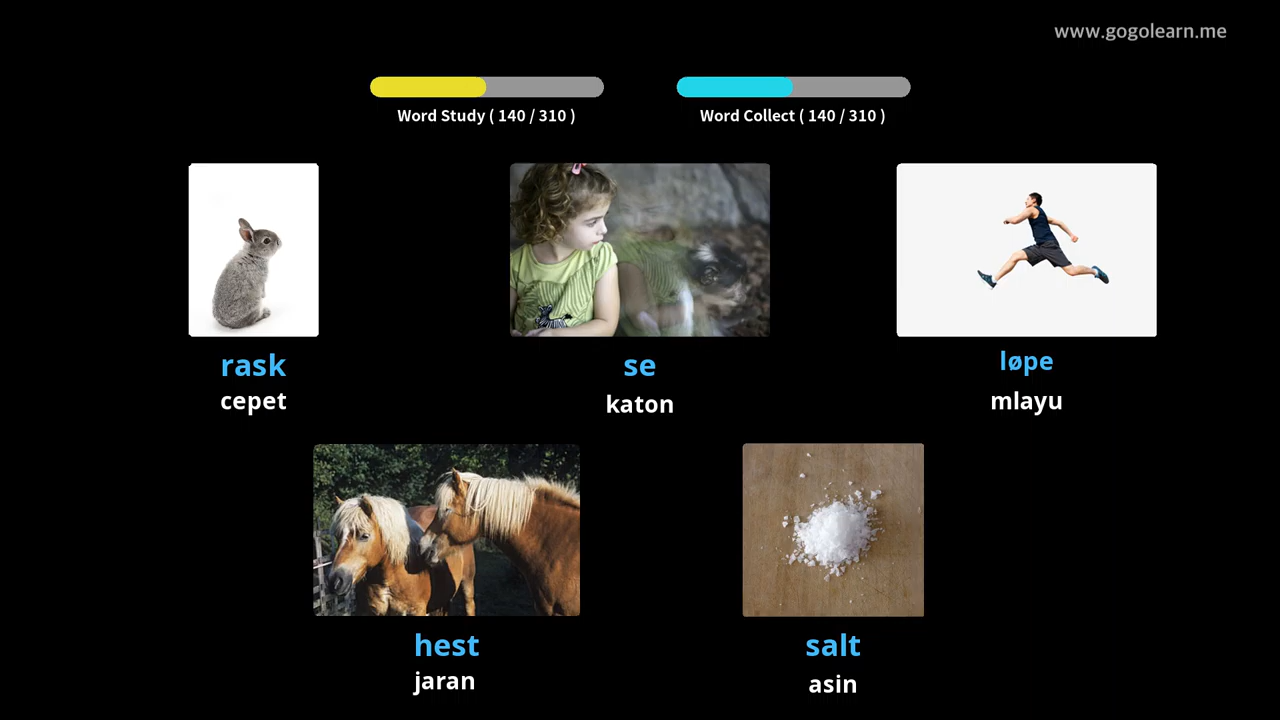 www.gogolearn.me
Word Study ( 140 / 310 )
Word Collect ( 140 / 310 )
rask
cepet
se
katon
løpe
mlayu
hest
jaran
salt
asin